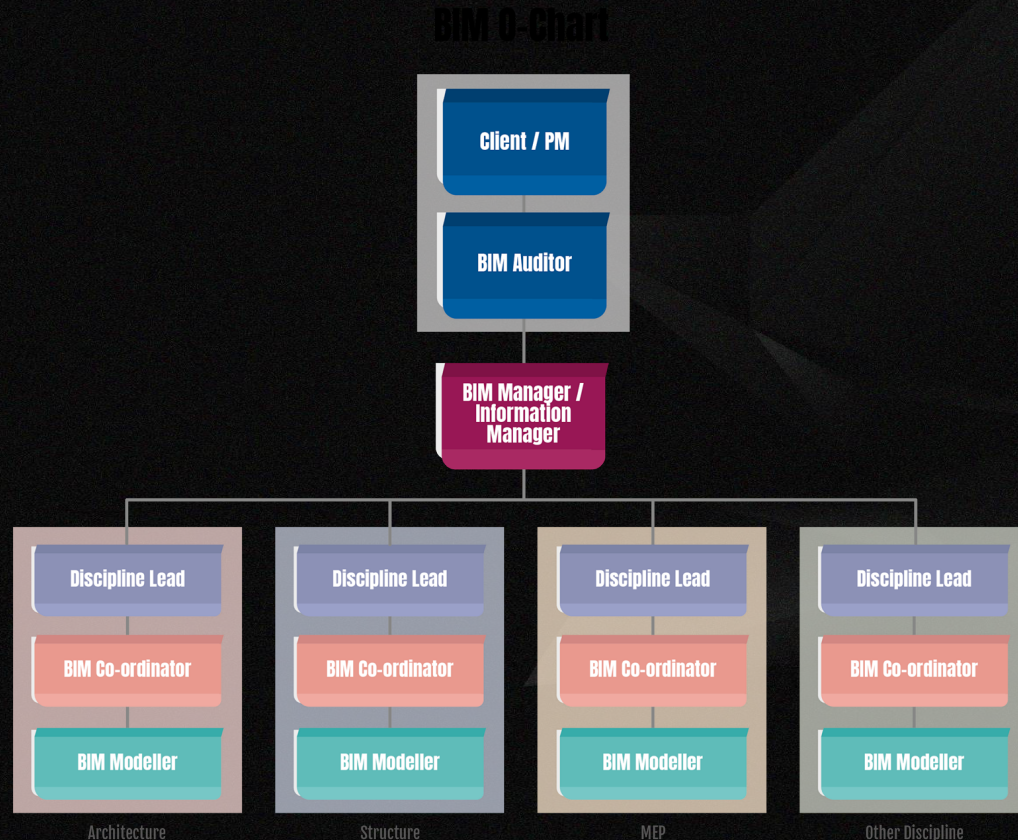 BIM O-Chart
Client / PM
BIM Auditor
BIM Manager /
Information
Manager
Discipline Lead
Discipline Lead
Discipline Lead
Discipline Lead
BIM Co-ordinator
BIM Co-ordinator
BIM Co-ordinator
BIM Co-ordinator
BIM Modeller
BIM Modeller
BIM Modeller
BIM Modeller
Architecture
Structure
MEP
Other Discipline